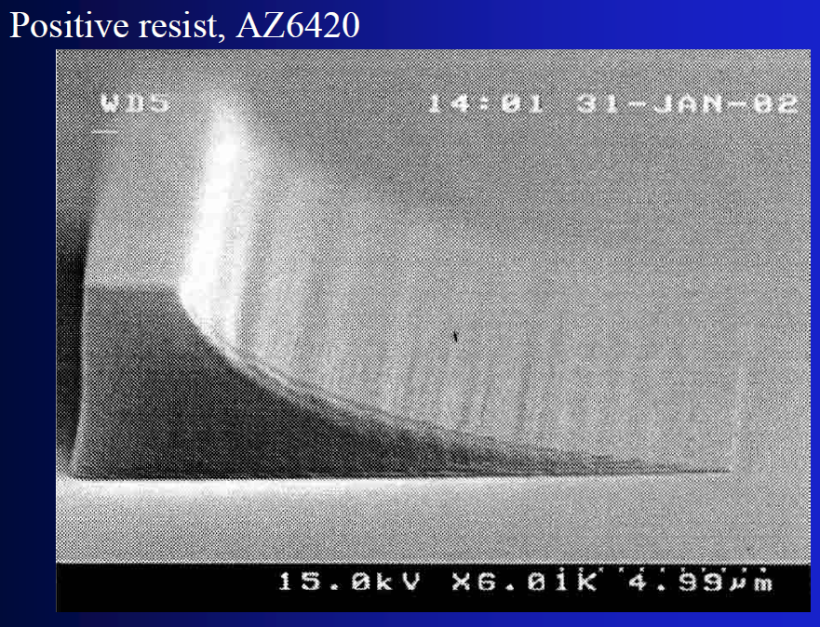 Positive resist, AZ6420
WD5 14:01 31-JAN-02
15.0kV X6.01K 4.99µm